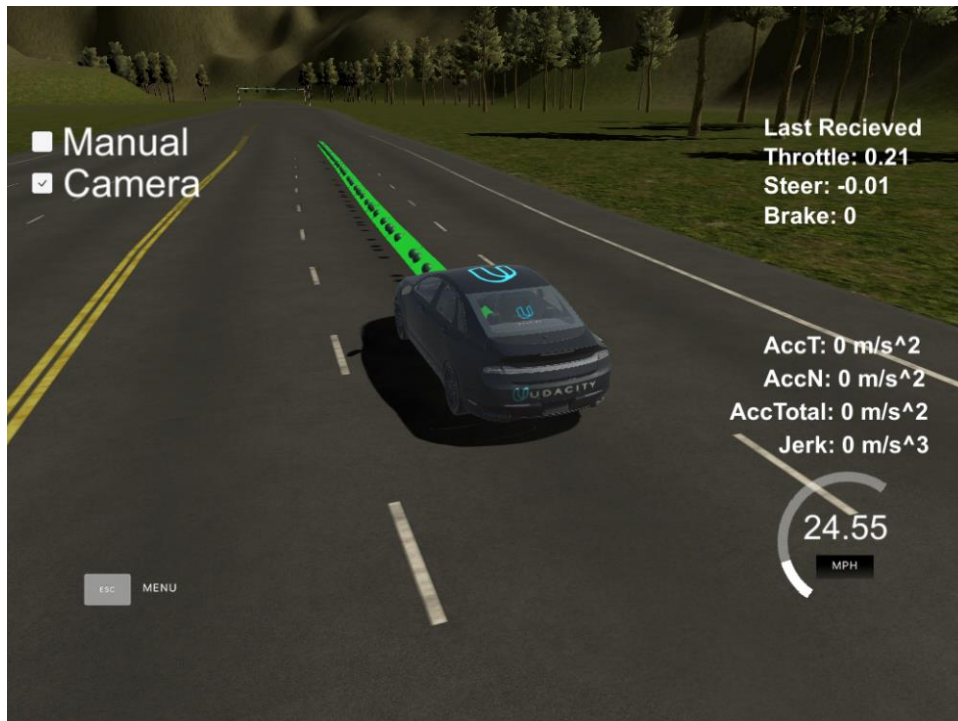 Manual
Camera
Last Recieved
Throttle: 0.21
Steer: -0.01
Brake: 0
AccT: 0 m/s^2
AccN: 0 m/s^2
AccTotal: 0 m/s^2
Jerk: 0 m/s^3
UDACITY
24.55
MPH
ESC MENU